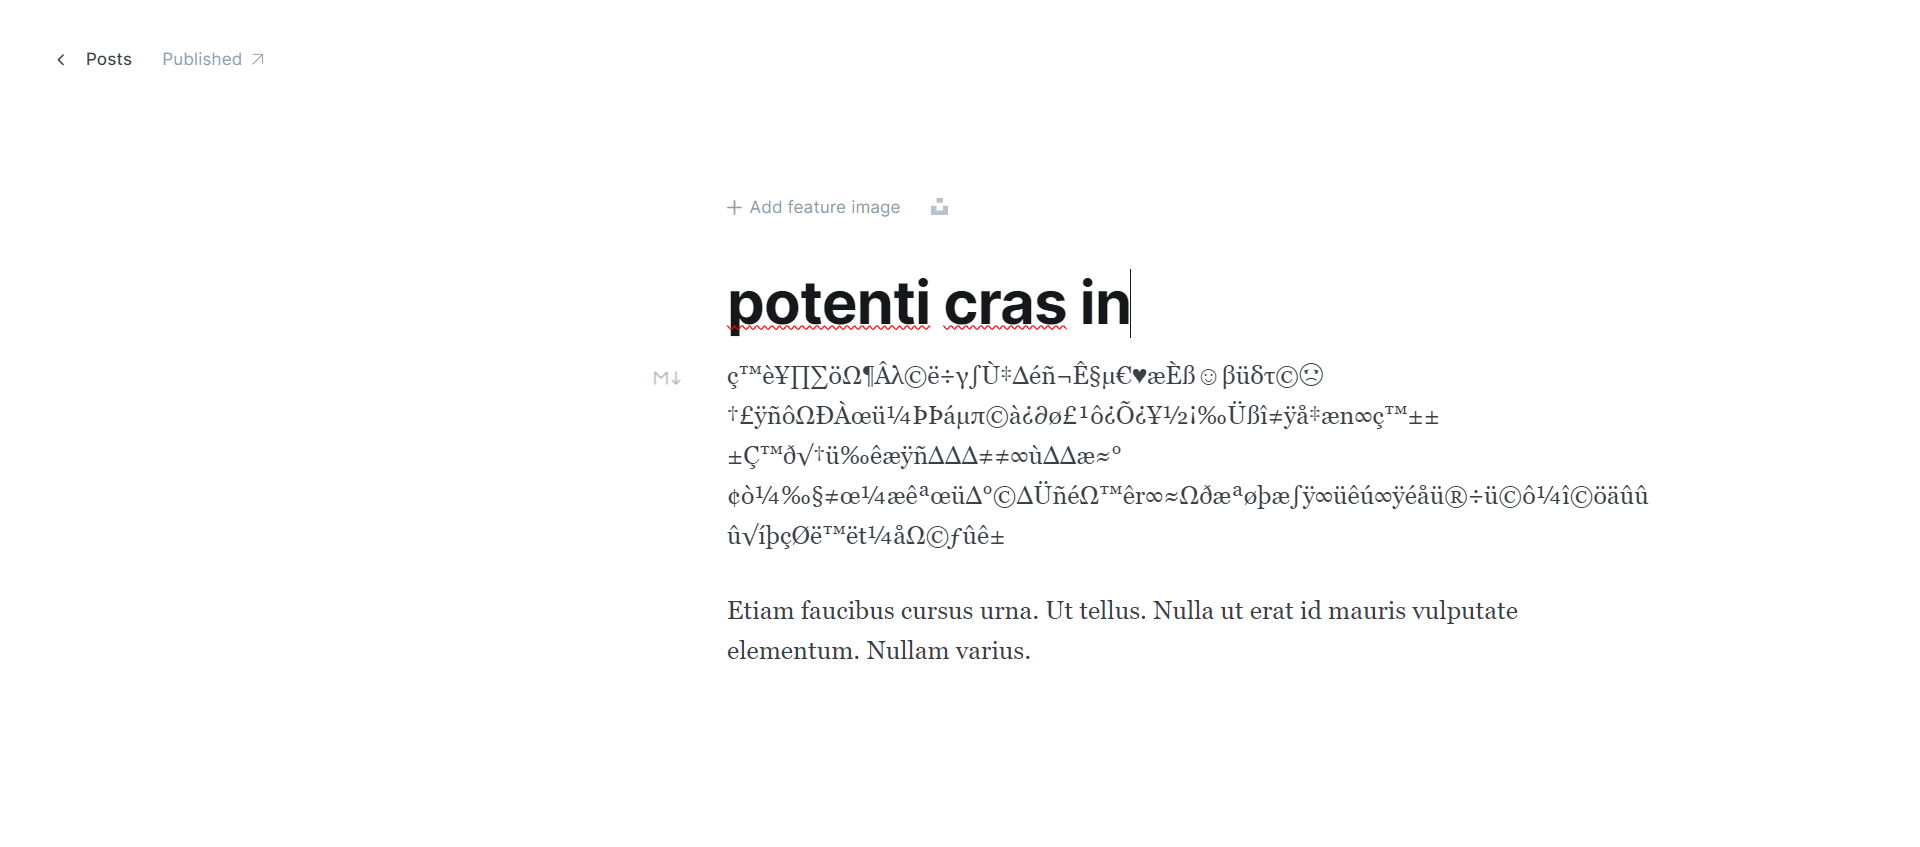 Posts Published
Add feature image
potenti cras in
M↓
ç™è¥∏∑öΩ¶Âλ©ë÷γ∫Ù‡Δéñ¬Ê§µ€♥æÈß☺βüδτ©☹
†£ÿñôΩÐÀœü¼ÞÞáµπ©à¿∂ø£¹ô¿Õ¿¥½¡‰Üßî≠ÿå‡æn∞ç™±±
±Ç™ð√†ü‰êæÿñΔΔΔ≠≠∞ùΔΔæ≈º
¢ò¼‰§≠œ¼æêªœüΔº©ΔÜñéΩ™êr∞≈Ωðæªøþæ∫ÿ∞üêú∞ÿéåü®÷ü©ô¼î©öäûû
û√íþçØë™ët¼åΩ©ƒûê±
Etiam faucibus cursus urna. Ut tellus. Nulla ut erat id mauris vulputate
elementum. Nullam varius.